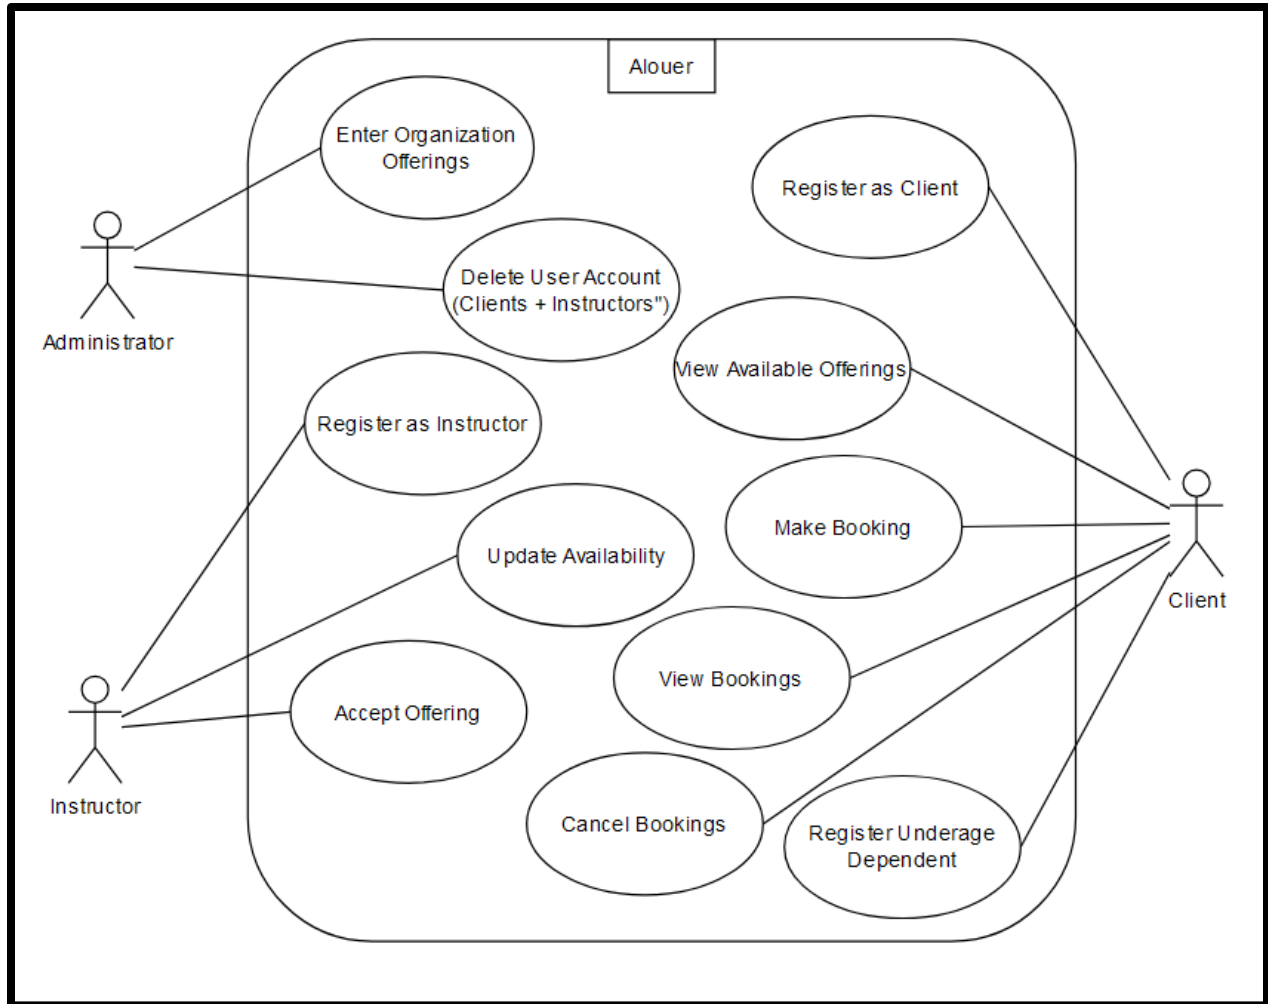 Alouer
Enter Organization
Offerings
Register as Client
Delete User Account
(Clients + Instructors")
Administrator
View Available Offerings
Register as Instructor
Make Booking
Update Availability
Client
View Bookings
Accept Offering
Instructor
Cancel Bookings
Register Underage
Dependent